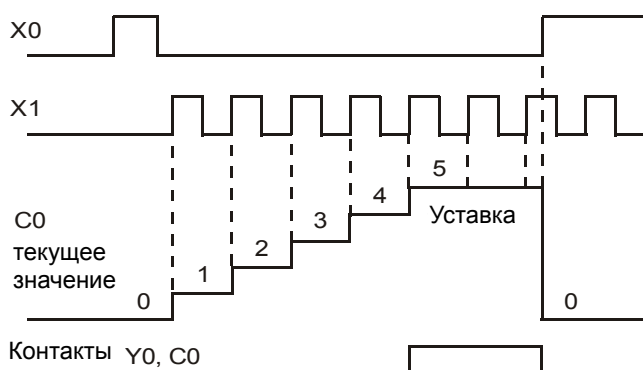 X0
X1
5
4
Уставка
3
C0
2
текущее
значение
1
0
0
Контакты Y0, C0